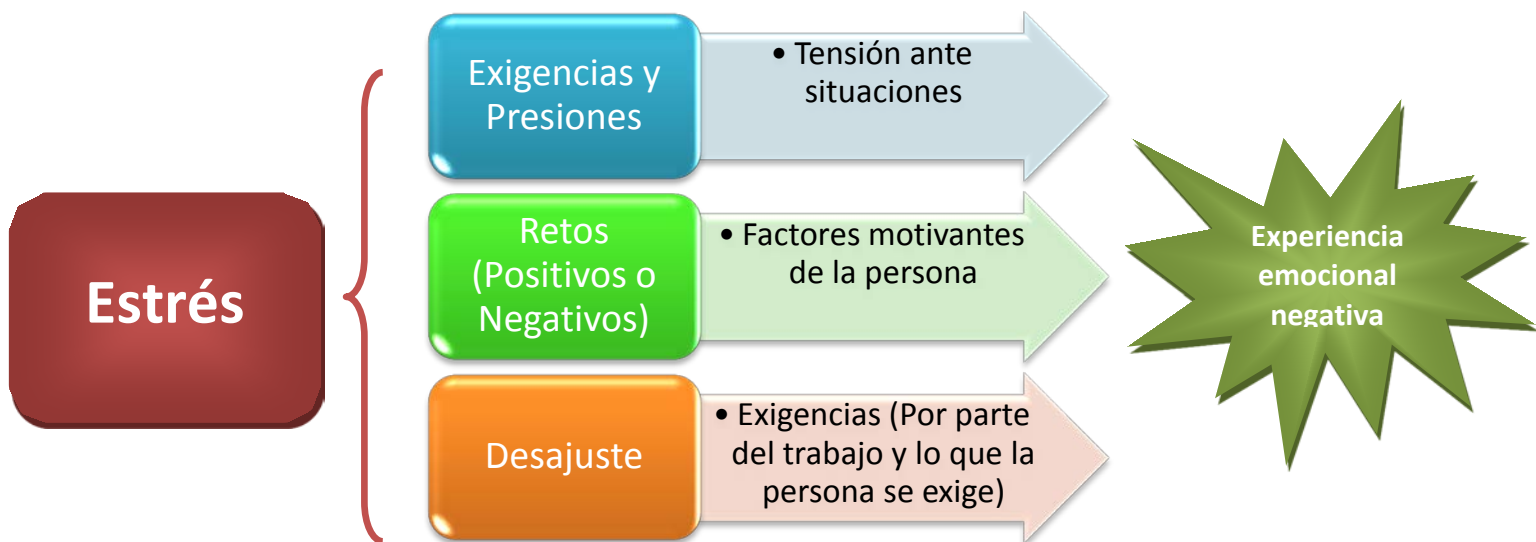 Estrés
Exigencias y
Presiones
• Tensión ante
situaciones
Retos
(Positivos o
Negativos)
• Factores motivantes
de la persona
Desajuste
• Exigencias (Por parte
del trabajo y lo que la
persona se exige)
Experiencia
emocional
negativa